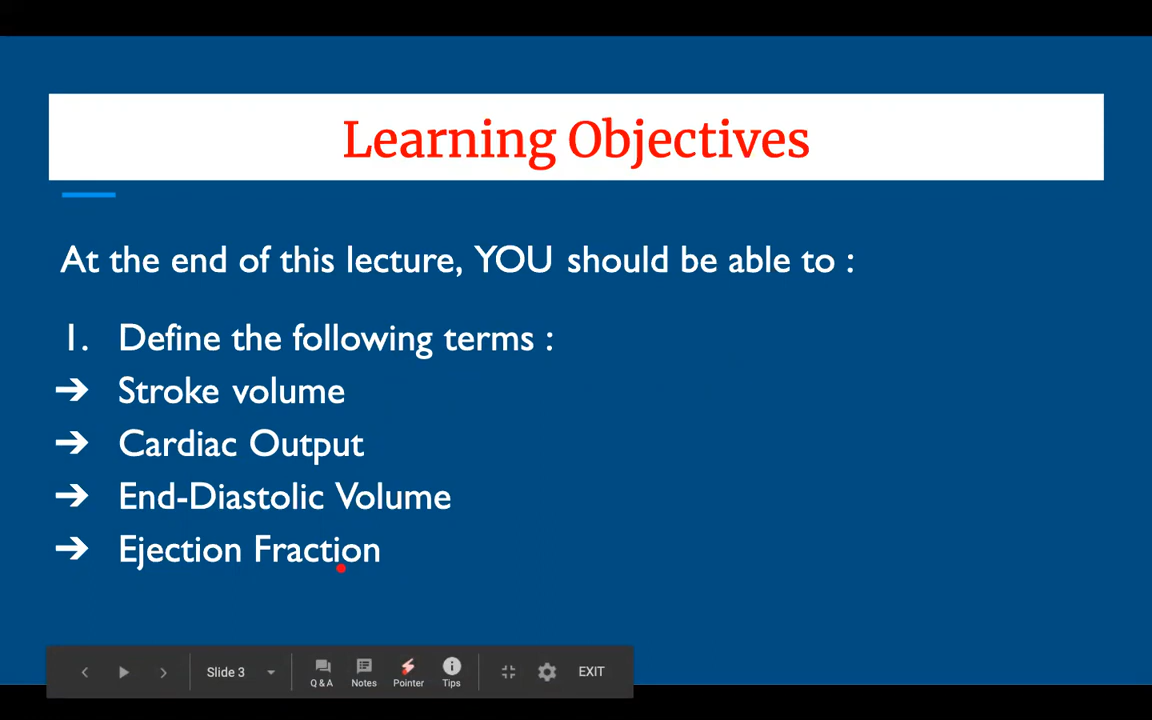 Learning Objectives
At the end of this lecture, YOU should be able to :
1. Define the following terms :
➔ Stroke volume
➔ Cardiac Output
➔ End-Diastolic Volume
➔ Ejection Fraction
Slide 3
Q & A
Notes
Pointer
Tips
EXIT